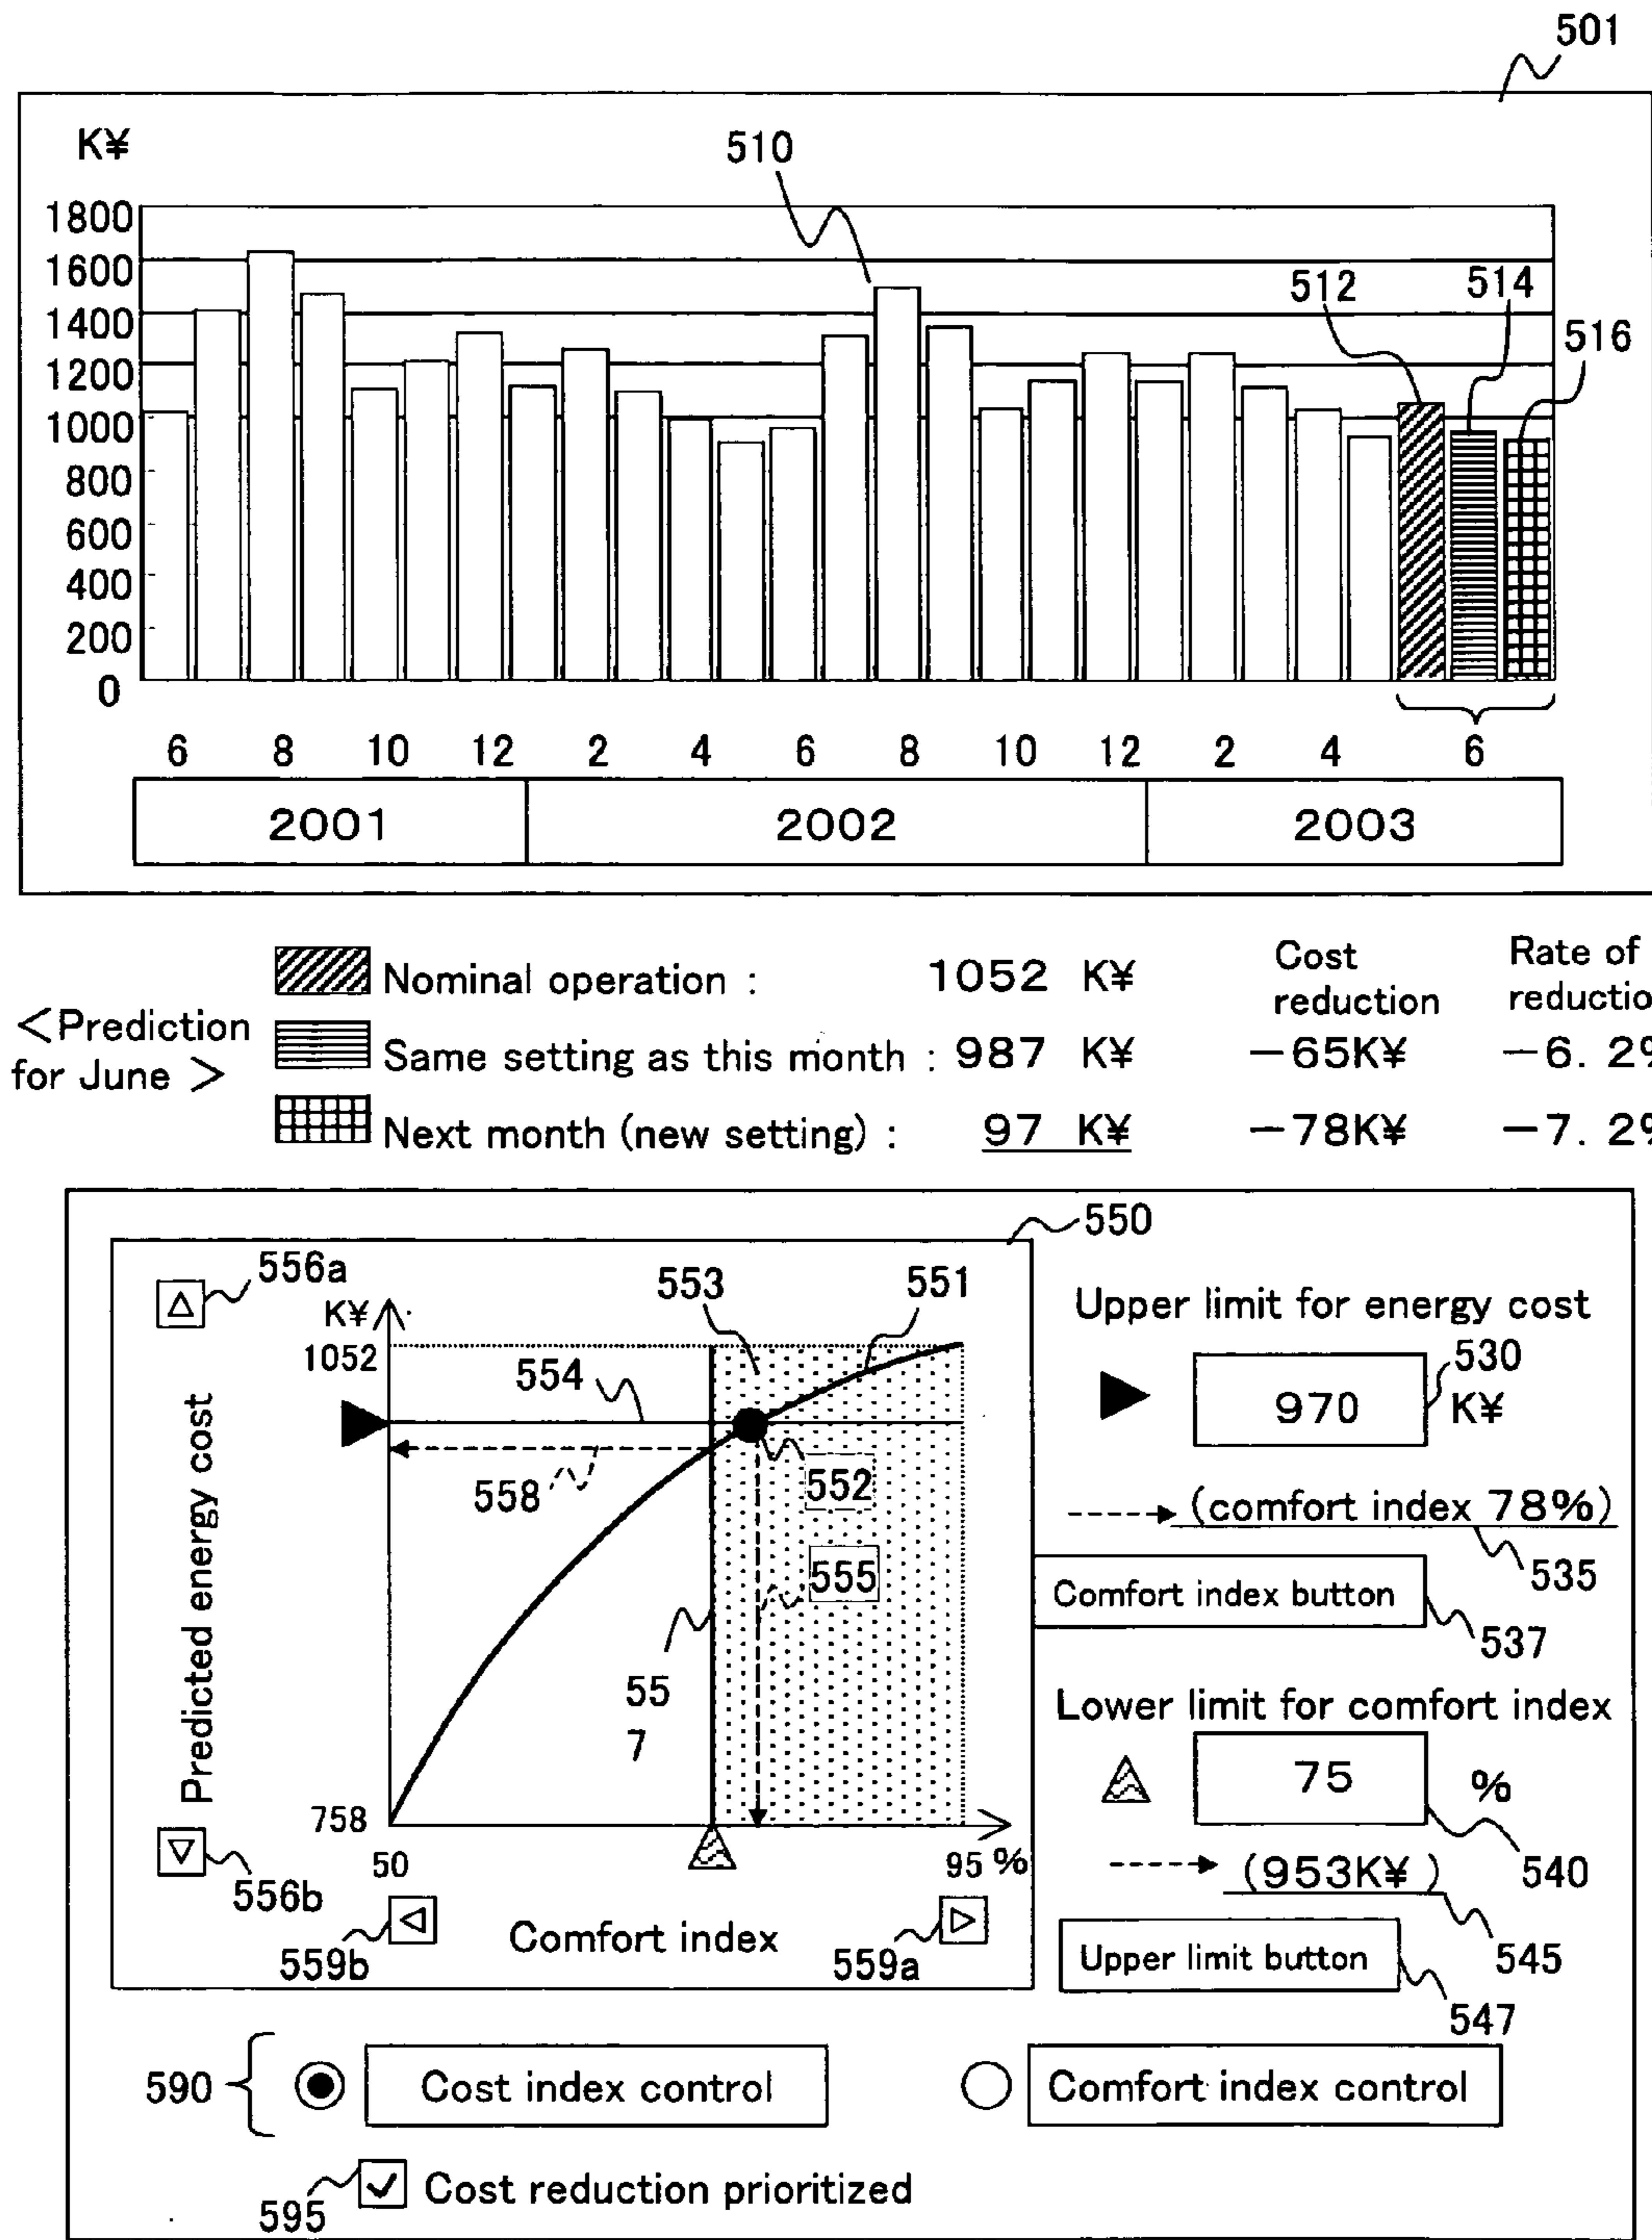 501
K¥
510
1800
1600
1400
1200
1000
800
600
400
200
0
512
514
516
6 8 10 12 2 4 6 8 10 12 2 4 6
2001 2002 2003
<Prediction for June >
Nominal operation : 1052 K¥
Cost reduction
Rate of
Same setting as this month : 987 K¥ −65K¥ −6. 2%
Next month (new setting) : 97 K¥ −78K¥ −7. 2%
550
556a
K¥
553
551
1052
554
558
552
555
55
7
Predicted energy cost
758
50
95 %
556b
559b
Comfort index
559a
Upper limit for energy cost
530
970 K¥
(comfort index 78%)
535
Comfort index button
537
Lower limit for comfort index
75 %
540
(953K¥ )
545
Upper limit button
547
590
Cost index control
Comfort index control
595
Cost reduction prioritized